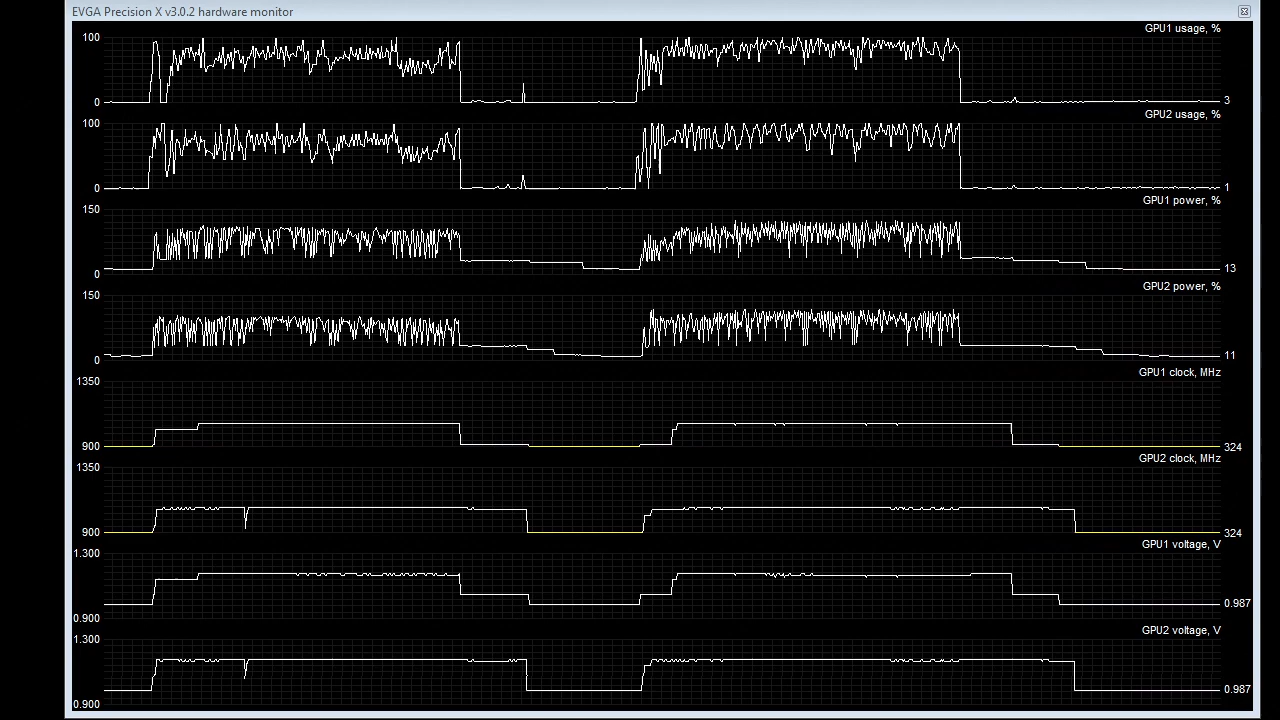 EVGA Precision X v3.0.2 hardware monitor
GPU1 usage, %
100
0
3
GPU2 usage, %
100
0
1
GPU1 power, %
150
0
13
GPU2 power, %
150
0
11
GPU1 clock, MHz
1350
900
324
GPU2 clock, MHz
1350
900
324
GPU1 voltage, V
1.300
0.900
0.987
GPU2 voltage, V
1.300
0.900
0.987